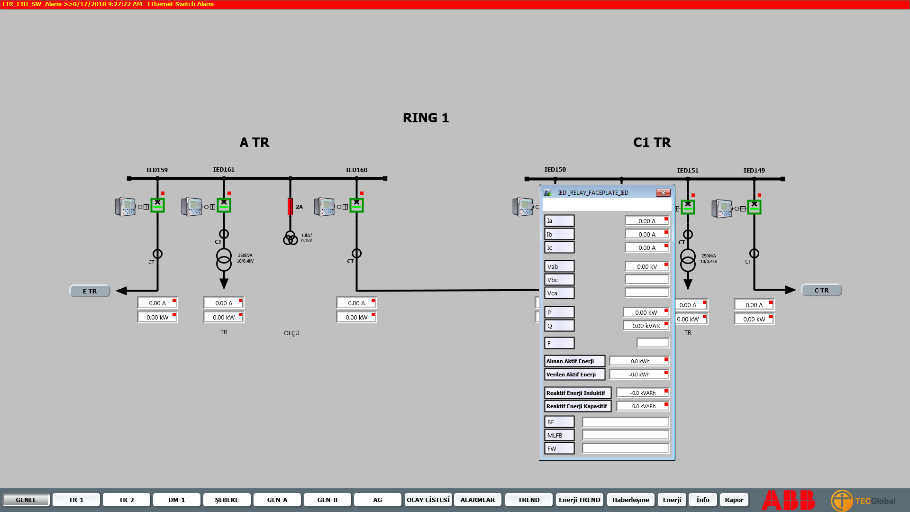 ETR_ETH_SW_Alarm >>8/17/2018 9:27:22 AM - Ethernet Switch Alarm
RING 1
A TR
C1 TR
IED159
IED161
IED160
IED150
IED151
IED149
2A
CT
CT
CT
CT
CT
E TR
C TR
0.00 A
0.00 kW
0.00 A
0.00 kW
TR
ÖLÇÜ
0.00 A
0.00 kW
0.00 A
0.00 kW
TR
0.00 A
0.00 kW
IED_RELAY_FACEPLATE_IED
Ia 0.00 A
Ib 0.00 A
Ic 0.00 A
Vab 0.00 kV
Vbc
Vca
P 0.00 kW
Q 0.00 kVAR
F
Alınan Aktif Enerji 0.0 kWh
Verilen Aktif Enerji -0.0 kWh
Reaktif Enerji Induktif -0.0 kVARh
Reaktif Enerji Kapasitif 0.0 kVARh
BF
MLFB
FW
GENEL
TR-1
TR-2
DM-1
ŞEBEKE
GEN-A
GEN-B
AG
OLAY LİSTESİ
ALARMLAR
TREND
Enerji TREND
Haberleşme
Enerji
İnfo
Rapor
ABB
TECGlobal